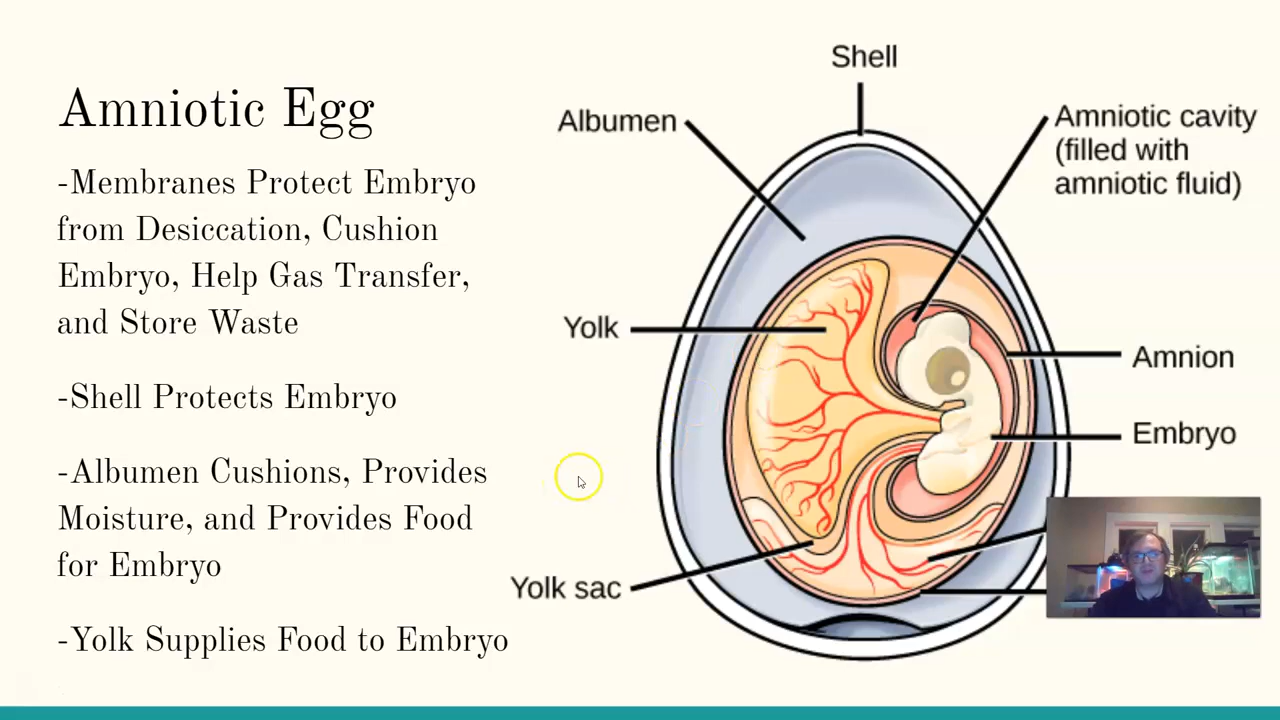 Amniotic Egg
-Membranes Protect Embryo
from Desiccation, Cushion
Embryo, Help Gas Transfer,
and Store Waste
-Shell Protects Embryo
-Albumen Cushions, Provides
Moisture, and Provides Food
for Embryo
-Yolk Supplies Food to Embryo
Shell
Albumen
Amniotic cavity
(filled with
amniotic fluid)
Yolk
Amnion
Embryo
Yolk sac